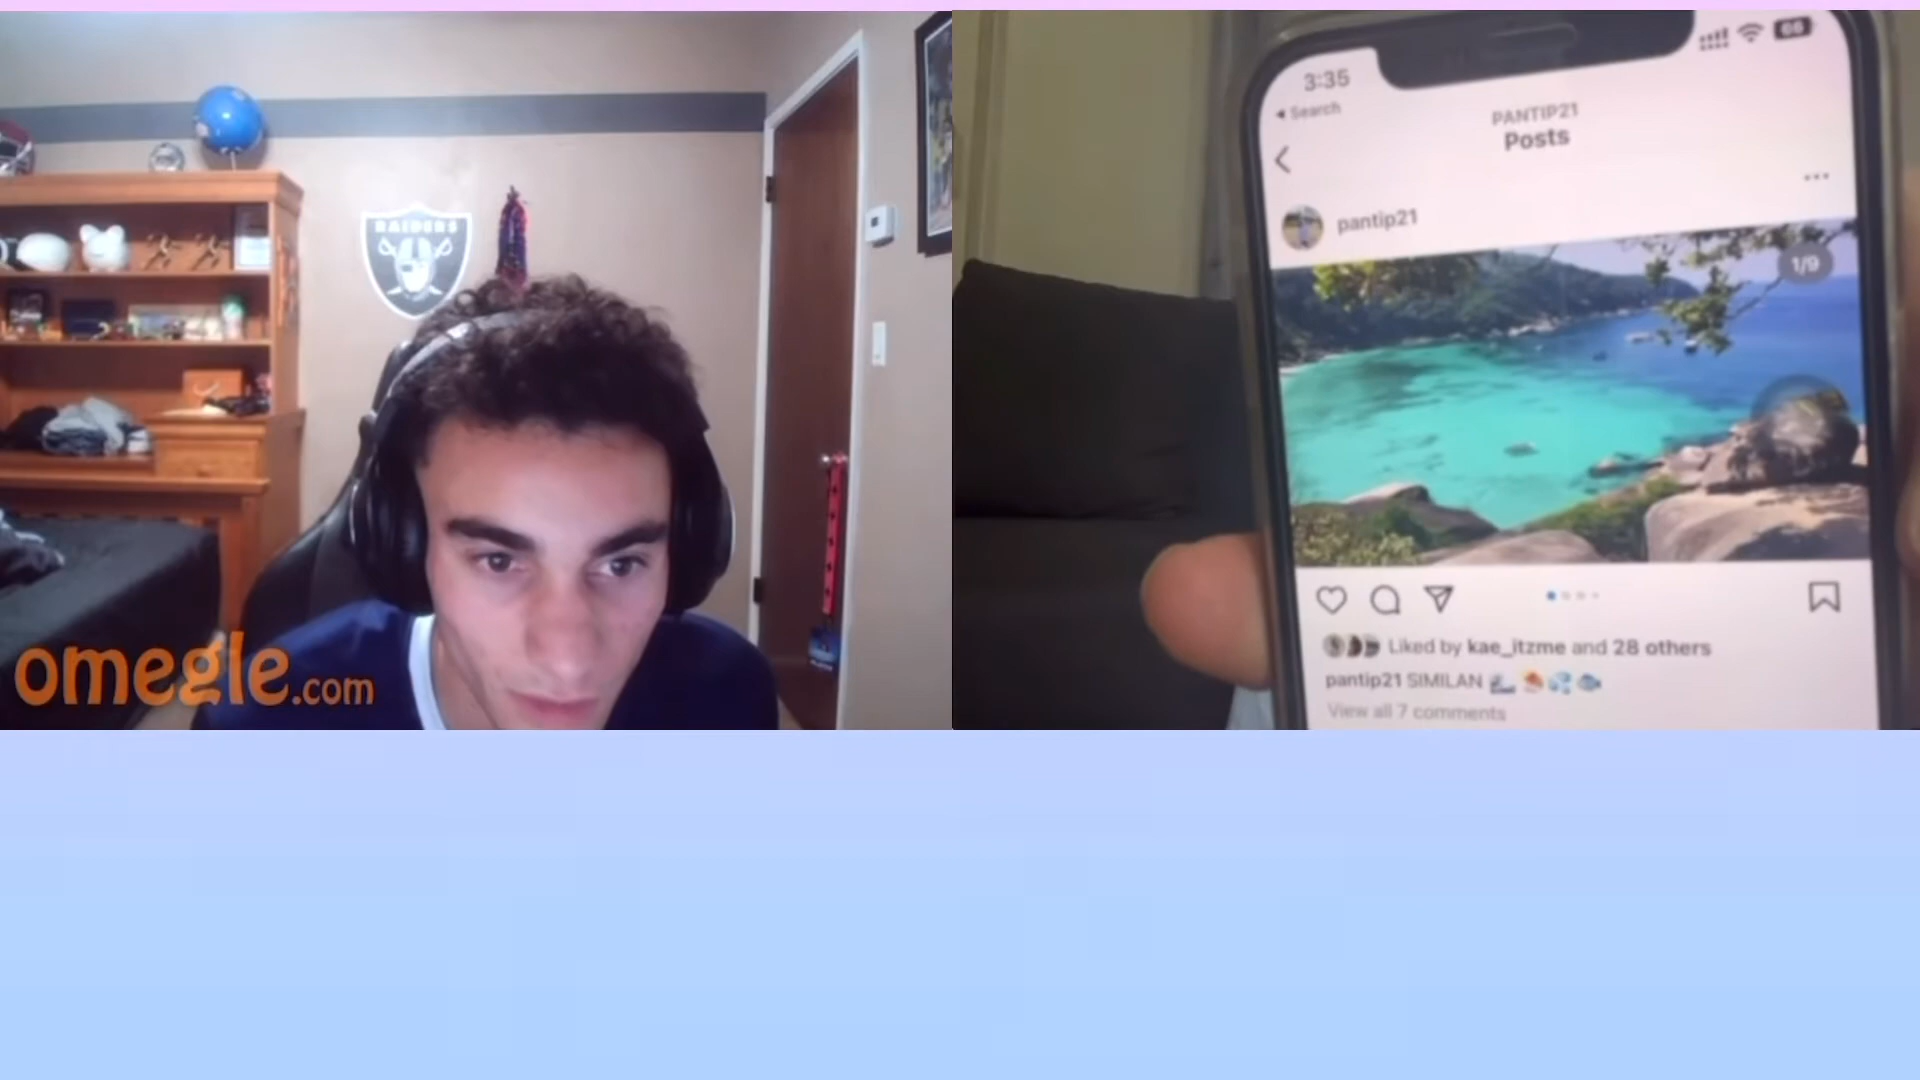 RAIDERS
omegle.com
3:35
66
Search
PANTIP21
Posts
pantip21
1/9
Liked by kae_itzme and 28 others
pantip21 SIMILAN 🌊 🏖 💦 🐟
View all 7 comments